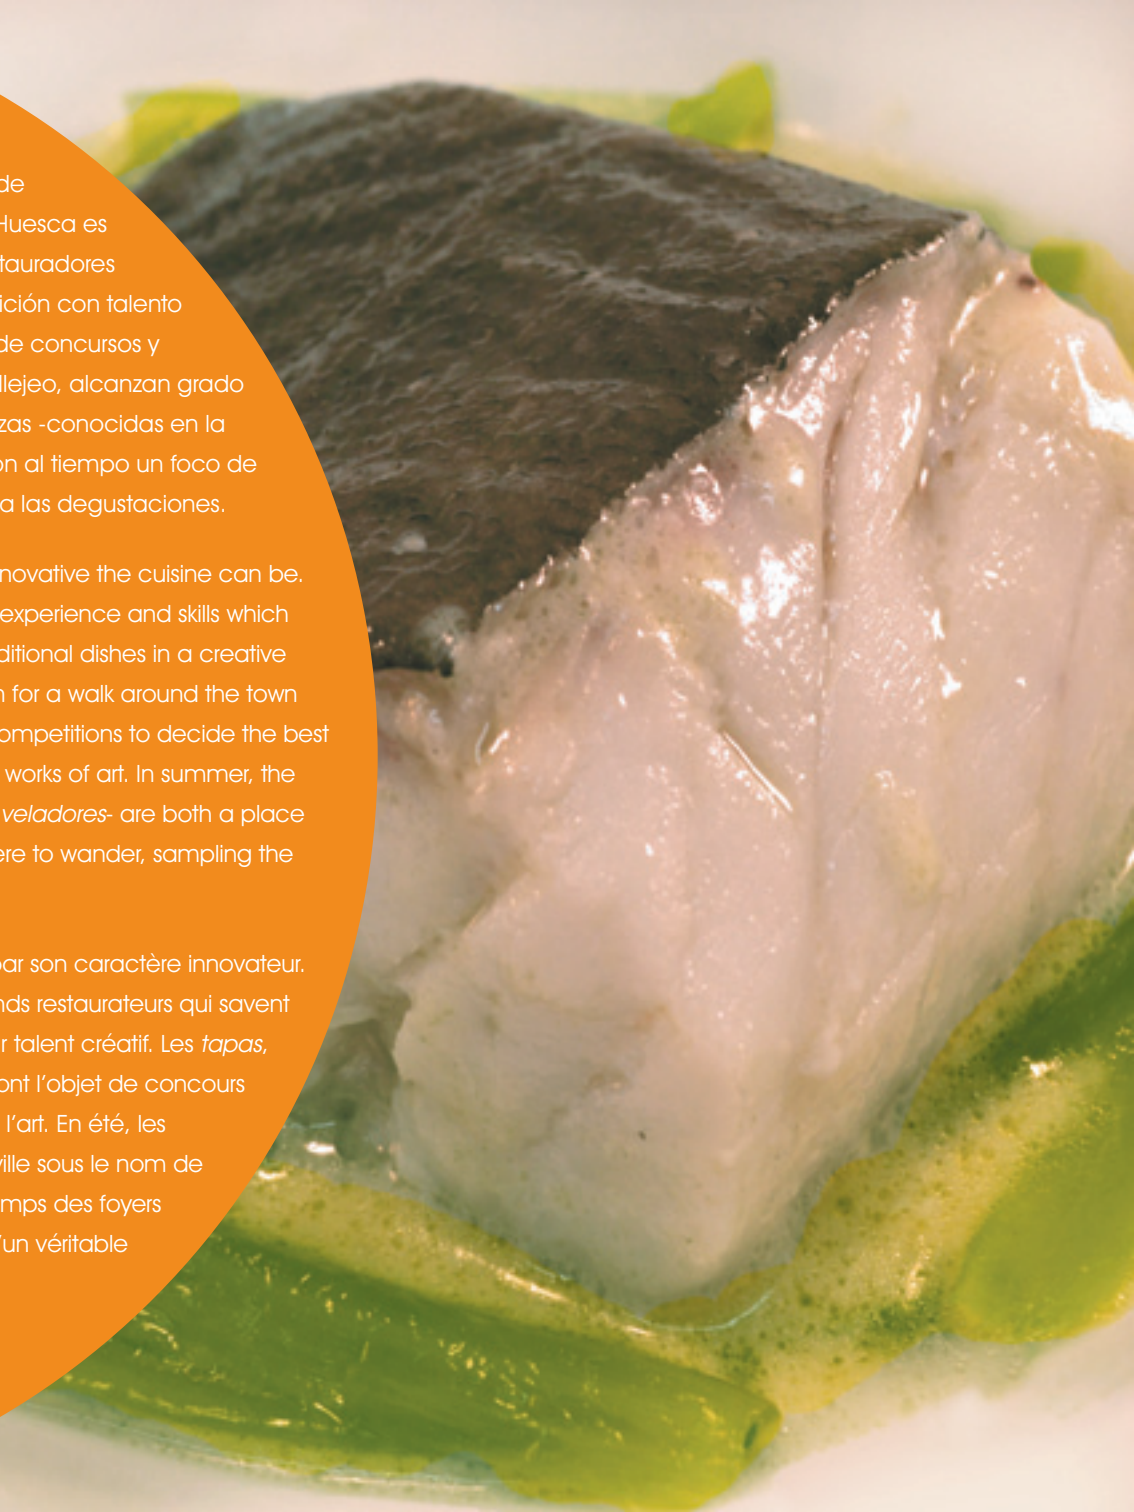 de
Huesca es
tauradores
ición con talento
de concursos y
llejeo, alcanzan grado
zas -conocidas en la
on al tiempo un foco de
a las degustaciones.
novative the cuisine can be.
experience and skills which
ditional dishes in a creative
n for a walk around the town
ompetitions to decide the best
works of art. In summer, the
veladores- are both a place
ere to wander, sampling the
par son caractère innovateur.
nds restaurateurs qui savent
r talent créatif. Les tapas,
ont l'objet de concours
l'art. En été, les
ville sous le nom de
emps des foyers
'un véritable